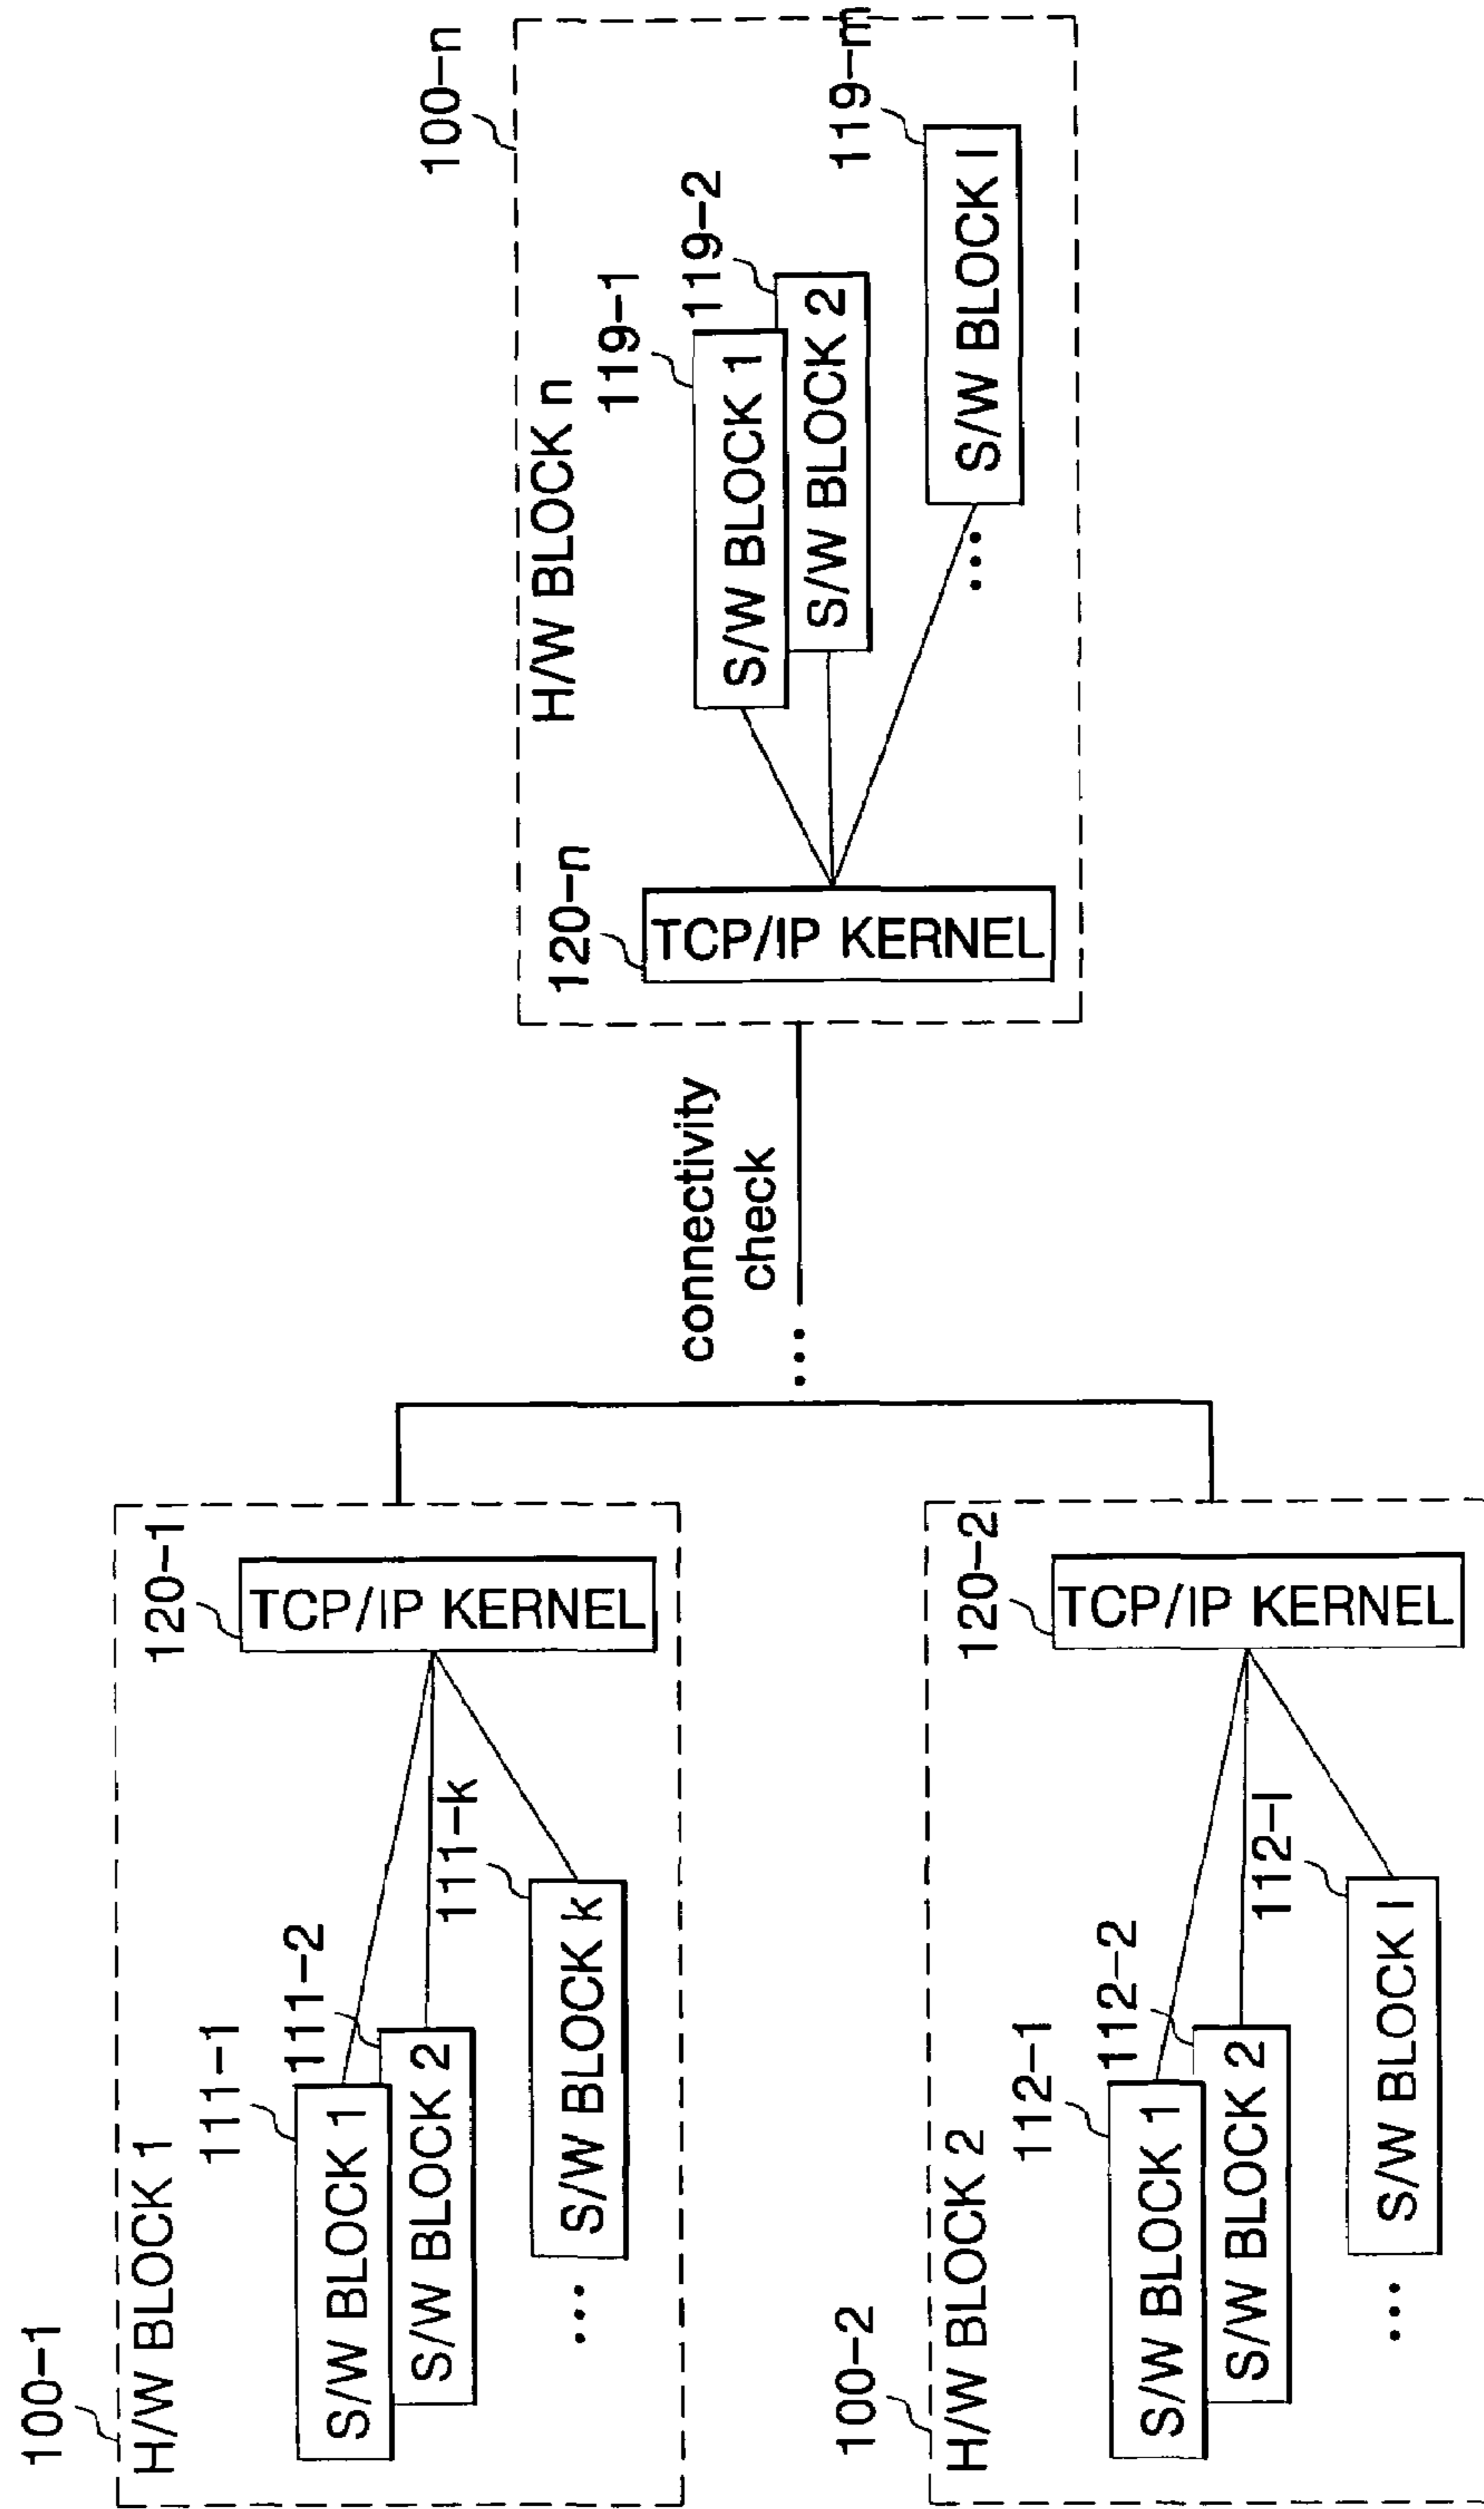 100-1
H/W BLOCK 1
111-1
111-2
111-k
120-1
S/W BLOCK 1
S/W BLOCK 2
S/W BLOCK k
...
TCP/IP KERNEL
100-2
H/W BLOCK 2
112-1
112-2
112-l
120-2
S/W BLOCK 1
S/W BLOCK 2
S/W BLOCK l
...
TCP/IP KERNEL
...
connectivity
check
100-n
H/W BLOCK n
120-n
119-1
119-2
119-m
TCP/IP KERNEL
S/W BLOCK 1
S/W BLOCK 2
...
S/W BLOCK l